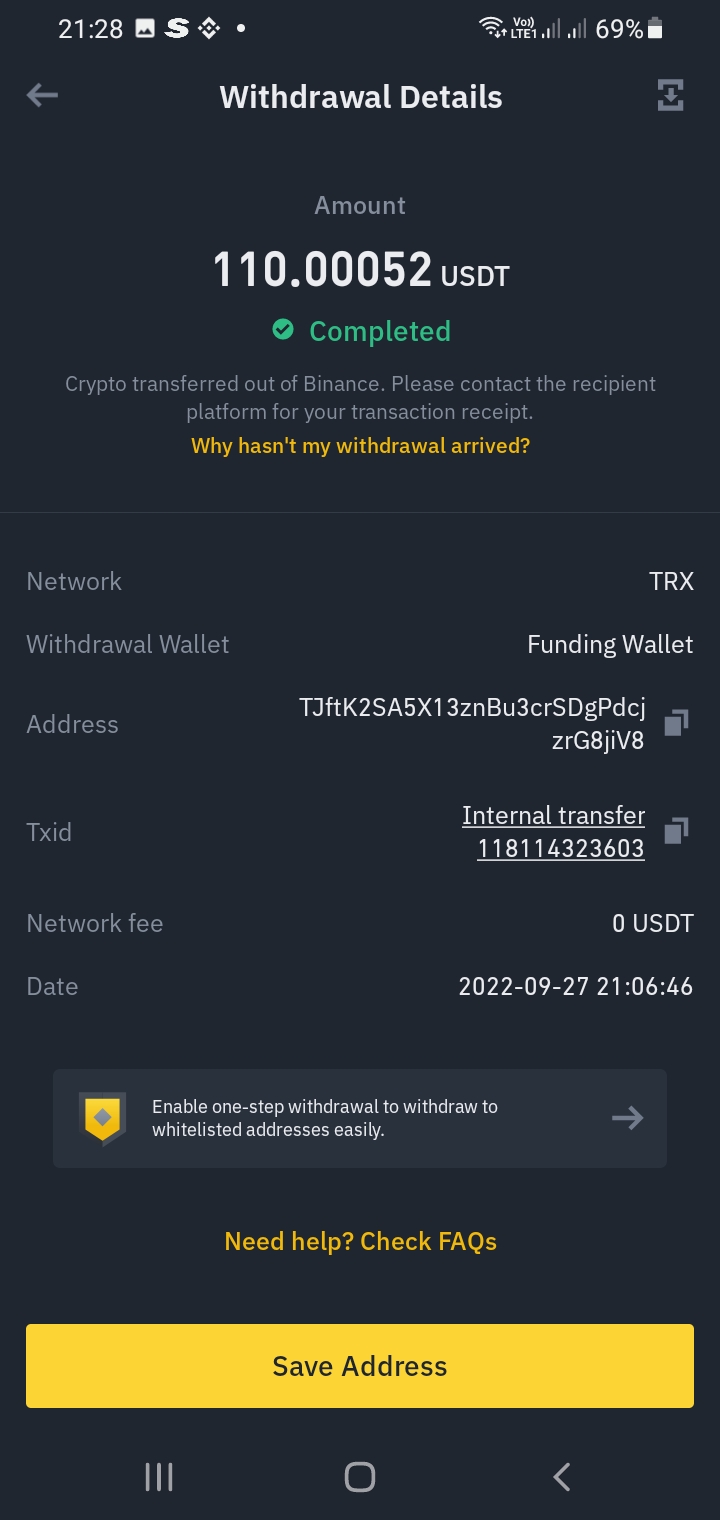 21:28 S Vo)) LTE1 69%
Withdrawal Details
Amount
110.00052 USDT
Completed
Crypto transferred out of Binance. Please contact the recipient
platform for your transaction receipt.
Why hasn't my withdrawal arrived?
Network TRX
Withdrawal Wallet Funding Wallet
Address TJftK2SA5X13znBu3crSDgPdcj
zrG8jiV8
Txid Internal transfer
118114323603
Network fee 0 USDT
Date 2022-09-27 21:06:46
Enable one-step withdrawal to withdraw to
whitelisted addresses easily.
Need help? Check FAQs
Save Address